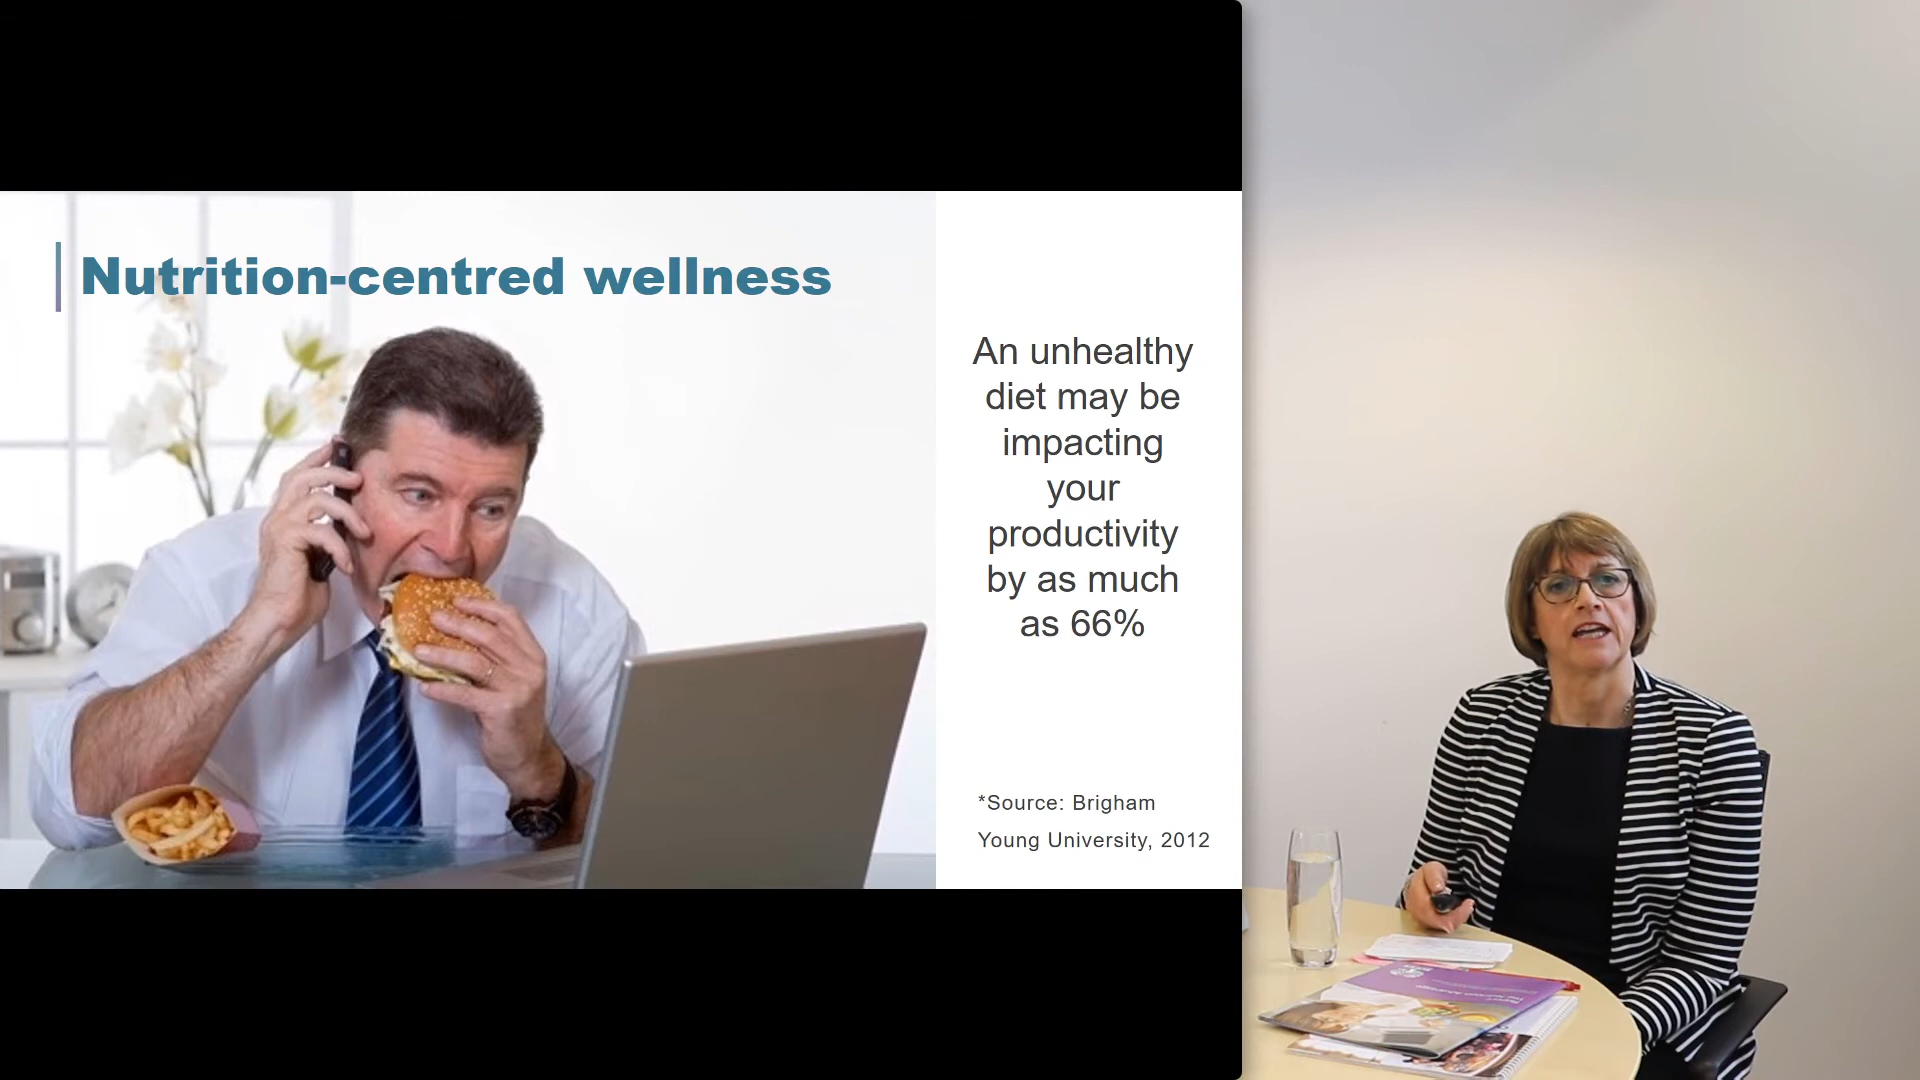 Nutrition-centred wellness
An unhealthy
diet may be
impacting
your
productivity
by as much
as 66%
*Source: Brigham
Young University, 2012